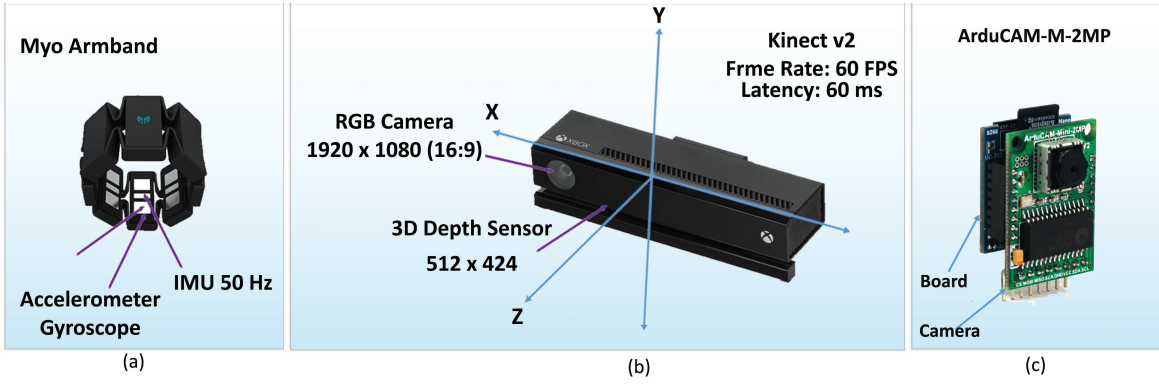 Myo Armband
IMU 50 Hz
Accelerometer
Gyroscope
(a)
Y
Kinect v2
Frme Rate: 60 FPS
Latency: 60 ms
X
RGB Camera
1920 x 1080 (16:9)
XBOX
3D Depth Sensor
512 x 424
Z
(b)
ArduCAM-M-2MP
ArduCAM-Mini-2MP
V2
Board
Camera
(c)